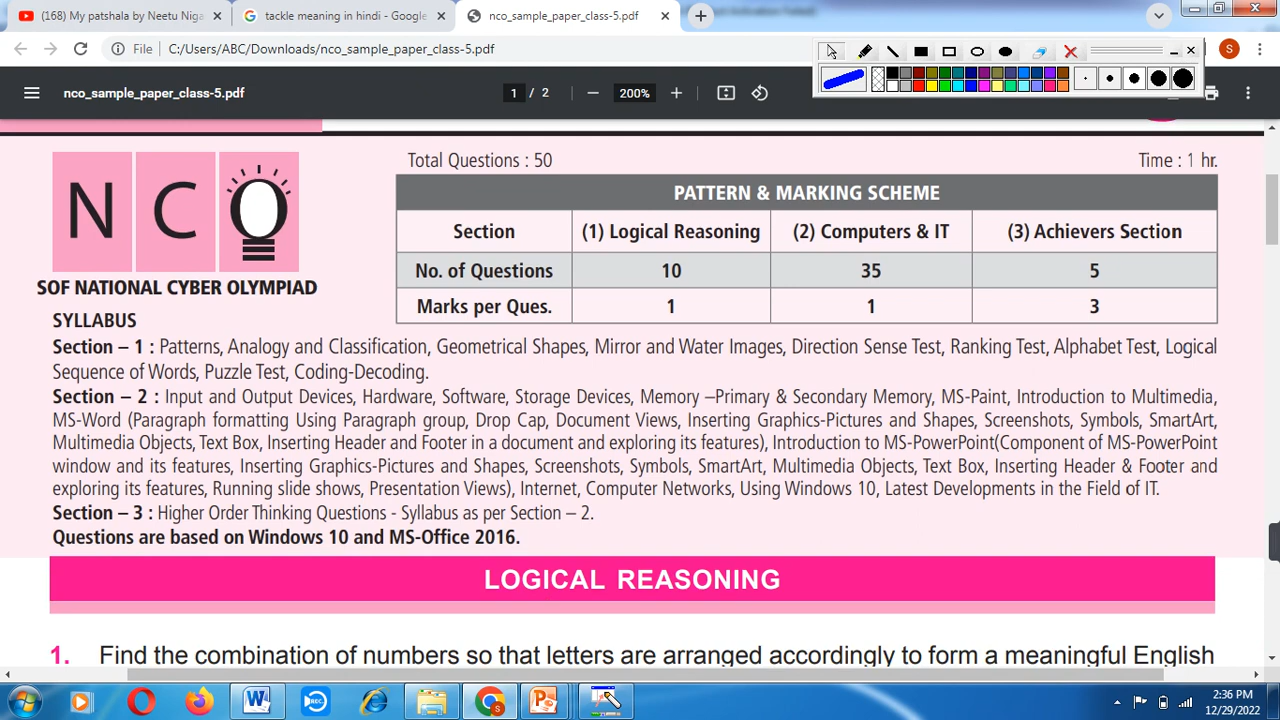 (168) My patshala by Neetu Niga
tackle meaning in hindi - Google
nco_sample_paper_class-5.pdf
File
C:/Users/ABC/Downloads/nco_sample_paper_class-5.pdf
S
nco_sample_paper_class-5.pdf
1 / 2
200%
NCO
SOF NATIONAL CYBER OLYMPIAD
Total Questions : 50
Time : 1 hr.
PATTERN & MARKING SCHEME
Section (1) Logical Reasoning (2) Computers & IT (3) Achievers Section
No. of Questions 10 35 5
Marks per Ques. 1 1 3
SYLLABUS
Section – 1 : Patterns, Analogy and Classification, Geometrical Shapes, Mirror and Water Images, Direction Sense Test, Ranking Test, Alphabet Test, Logical
Sequence of Words, Puzzle Test, Coding-Decoding.
Section – 2 : Input and Output Devices, Hardware, Software, Storage Devices, Memory –Primary & Secondary Memory, MS-Paint, Introduction to Multimedia,
MS-Word (Paragraph formatting Using Paragraph group, Drop Cap, Document Views, Inserting Graphics-Pictures and Shapes, Screenshots, Symbols, SmartArt,
Multimedia Objects, Text Box, Inserting Header and Footer in a document and exploring its features), Introduction to MS-PowerPoint(Component of MS-PowerPoint
window and its features, Inserting Graphics-Pictures and Shapes, Screenshots, Symbols, SmartArt, Multimedia Objects, Text Box, Inserting Header & Footer and
exploring its features, Running slide shows, Presentation Views), Internet, Computer Networks, Using Windows 10, Latest Developments in the Field of IT.
Section – 3 : Higher Order Thinking Questions - Syllabus as per Section – 2.
Questions are based on Windows 10 and MS-Office 2016.
LOGICAL REASONING
1. Find the combination of numbers so that letters are arranged accordingly to form a meaningful English
REC
S
2:36 PM
12/29/2022